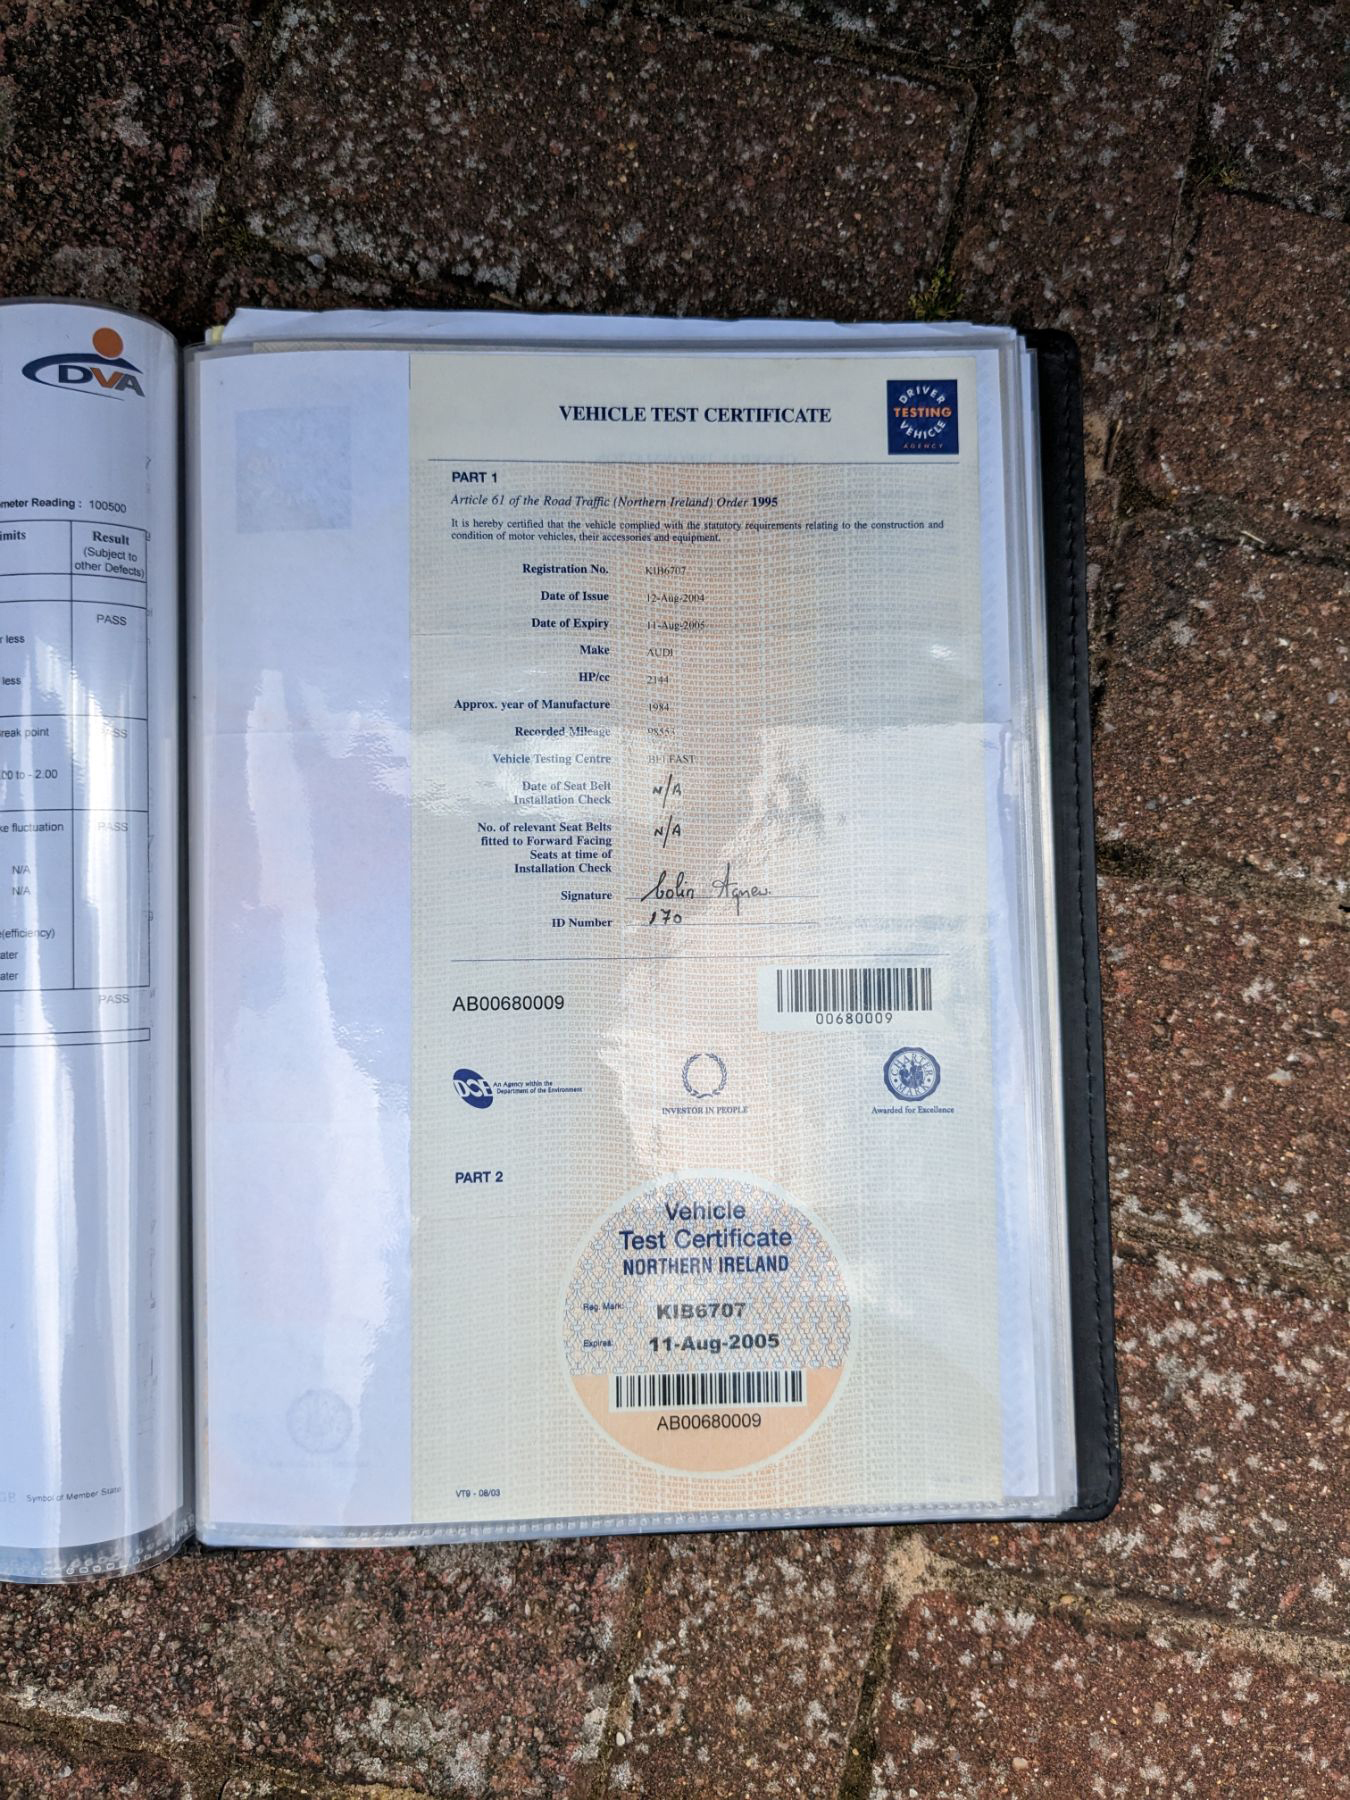 DVA
meter Reading : 100500
imits
Result
(Subject to
other Defects)
PASS
r less
less
reak point
PASS
00 to - 2.00
ke fluctuation
PASS
N/A
N/A
e(efficiency)
ater
ater
PASS
Symbol of Member State
VEHICLE TEST CERTIFICATE
DRIVER
TESTING
VEHICLE
AGENCY
PART 1
Article 61 of the Road Traffic (Northern Ireland) Order 1995
It is hereby certified that the vehicle complied with the statutory requirements relating to the construction and
condition of motor vehicles, their accessories and equipment.
Registration No. KIB6707
Date of Issue 12-Aug-2004
Date of Expiry 11-Aug-2005
Make AUDI
HP/cc 2144
Approx. year of Manufacture 1984
Recorded Mileage
Vehicle Testing Centre BELFAST
Date of Seat Belt
Installation Check N/A
No. of relevant Seat Belts
fitted to Forward Facing
Seats at time of
Installation Check N/A
Signature Colin Agnew
ID Number 170
AB00680009
00680009
DOE An Agency within the
Department of the Environment
INVESTOR IN PEOPLE
CHARTER
MARK
Awarded for Excellence
PART 2
Vehicle
Test Certificate
NORTHERN IRELAND
Reg. Mark: KIB6707
Expires: 11-Aug-2005
AB00680009
VT9 - 08/03